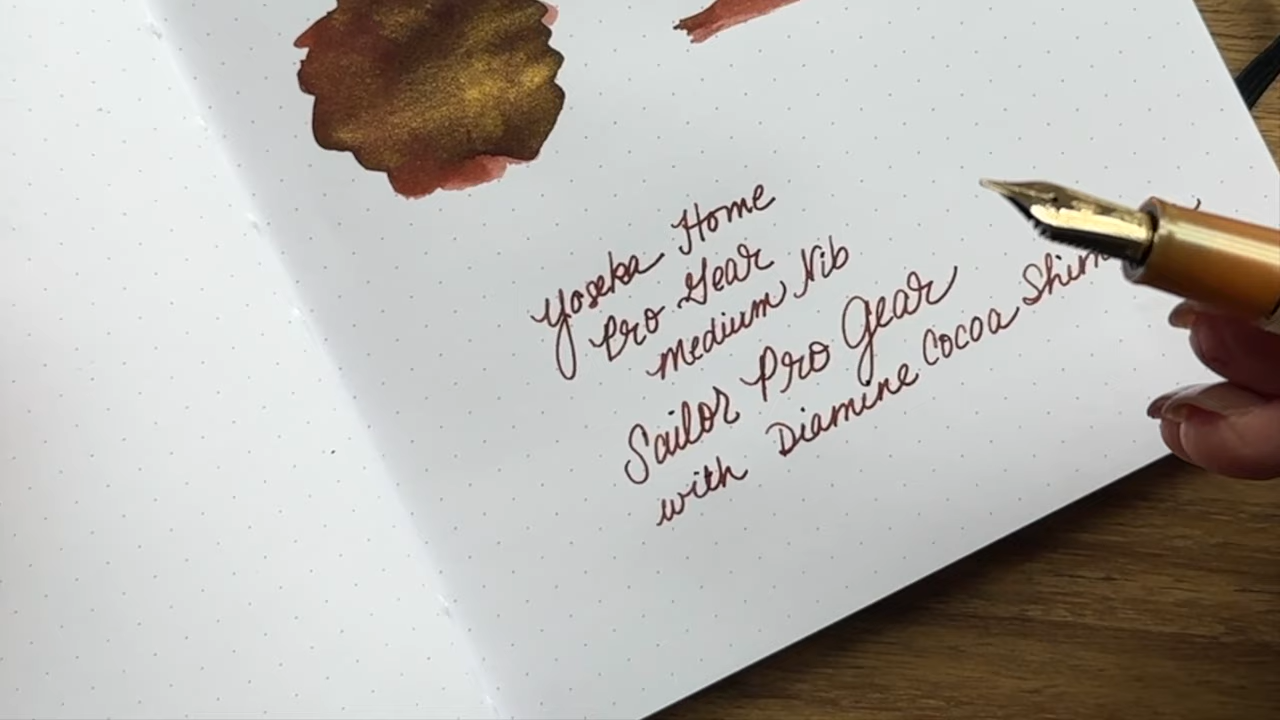 Yoseka Home
Pro Gear
Medium Nib
Sailor Pro Gear
with Diamine Cocoa